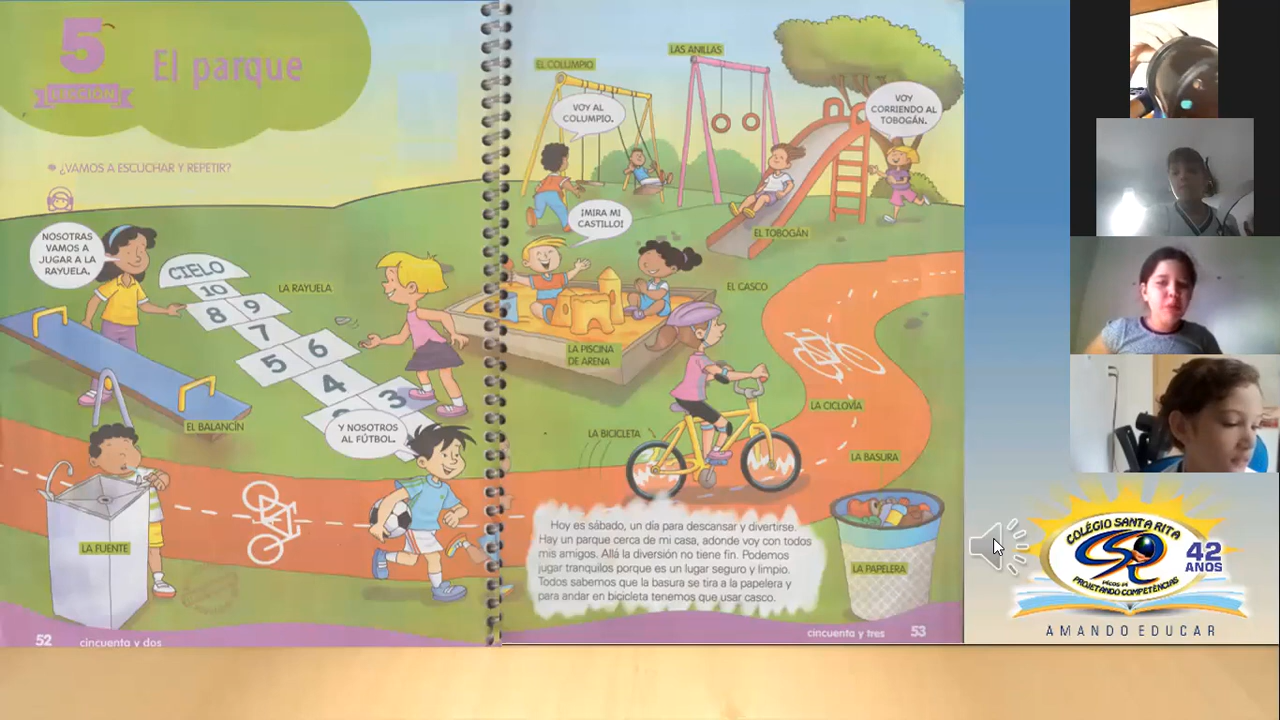 5
LECCIÓN
El parque
¿VAMOS A ESCUCHAR Y REPETIR?
NOSOTRAS
VAMOS A
JUGAR A LA
RAYUELA.
CIELO
10
8 9
7
5 6
4
3
LA RAYUELA
EL BALANCÍN
Y NOSOTROS
AL FÚTBOL.
LA FUENTE
52 cincuenta y dos
EL COLUMPIO
LAS ANILLAS
VOY AL
COLUMPIO.
VOY
CORRIENDO AL
TOBOGÁN.
¡MIRA MI
CASTILLO!
EL TOBOGÁN
EL CASCO
LA PISCINA
DE ARENA
LA CICLOVÍA
LA BICICLETA
LA BASURA
LA PAPELERA
Hoy es sábado, un día para descansar y divertirse.
Hay un parque cerca de mi casa, adonde voy con todos
mis amigos. Allá la diversión no tiene fin. Podemos
jugar tranquilos porque es un lugar seguro y limpio.
Todos sabemos que la basura se tira a la papelera y
para andar en bicicleta tenemos que usar casco.
cincuenta y tres 53
COLÉGIO SANTA RITA
42
ANOS
PROJETANDO COMPETÊNCIAS
AMANDO EDUCAR